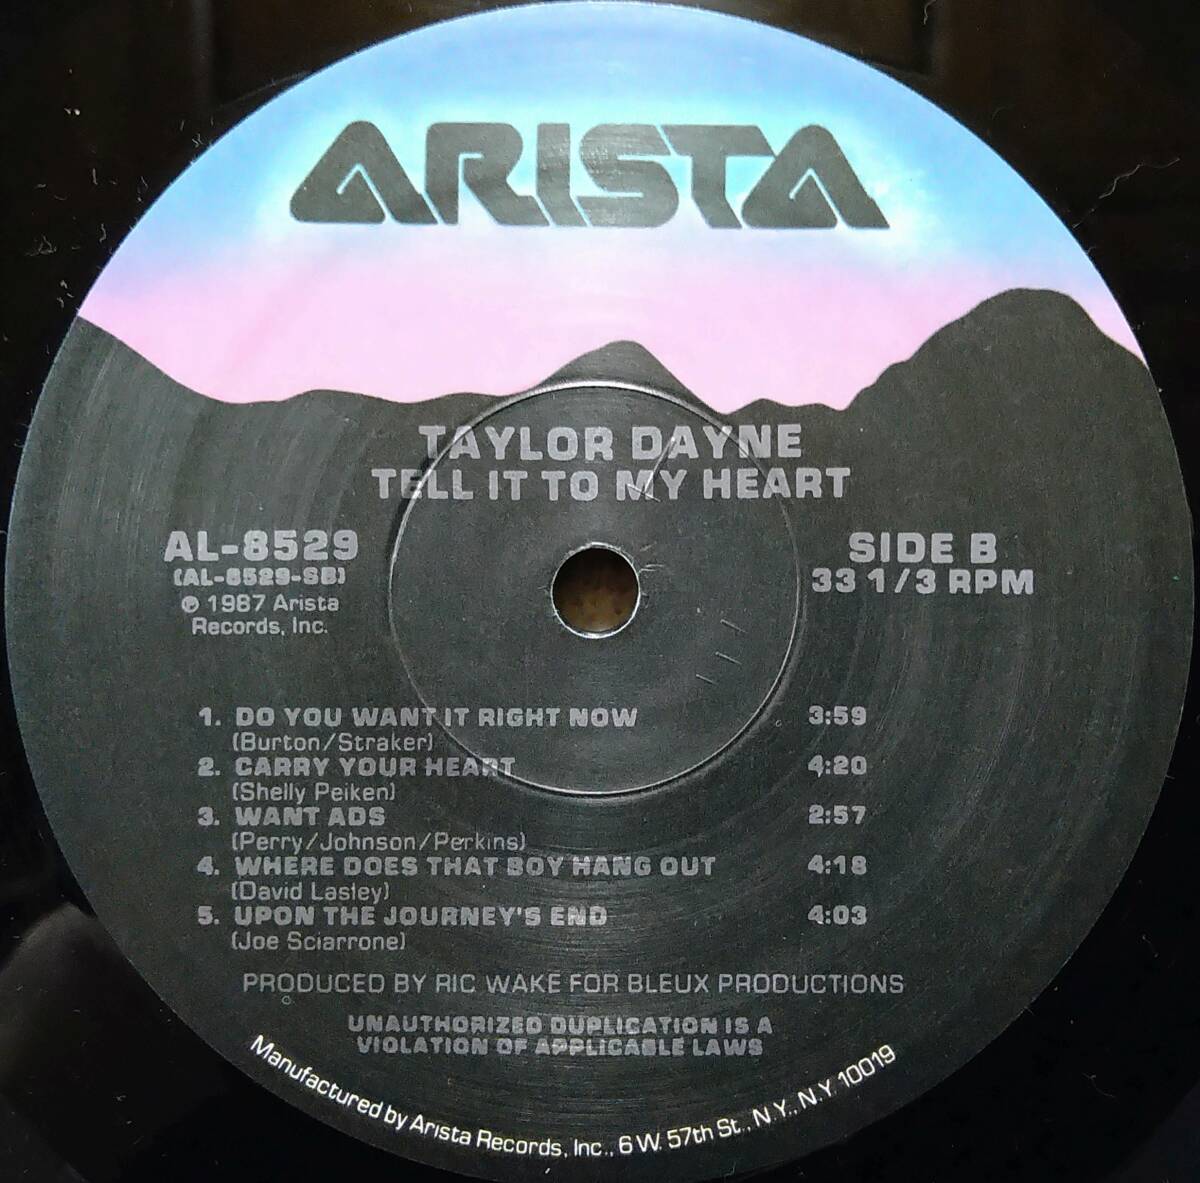 ARISTA
TAYLOR DAYNE
TELL IT TO MY HEART
AL-8529
(AL-8529-SB)
℗ 1987 Arista
Records, Inc.
SIDE B
33 1/3 RPM
1. DO YOU WANT IT RIGHT NOW 3:59
(Burton/Straker)
2. CARRY YOUR HEART 4:20
(Shelly Peiken)
3. WANT ADS 2:57
(Perry/Johnson/Perkins)
4. WHERE DOES THAT BOY HANG OUT 4:18
(David Lasley)
5. UPON THE JOURNEY'S END 4:03
(Joe Sciarrone)
PRODUCED BY RIC WAKE FOR BLEUX PRODUCTIONS
UNAUTHORIZED DUPLICATION IS A
VIOLATION OF APPLICABLE LAWS
Manufactured by Arista Records, Inc., 6 W. 57th St., N.Y., N.Y. 10019